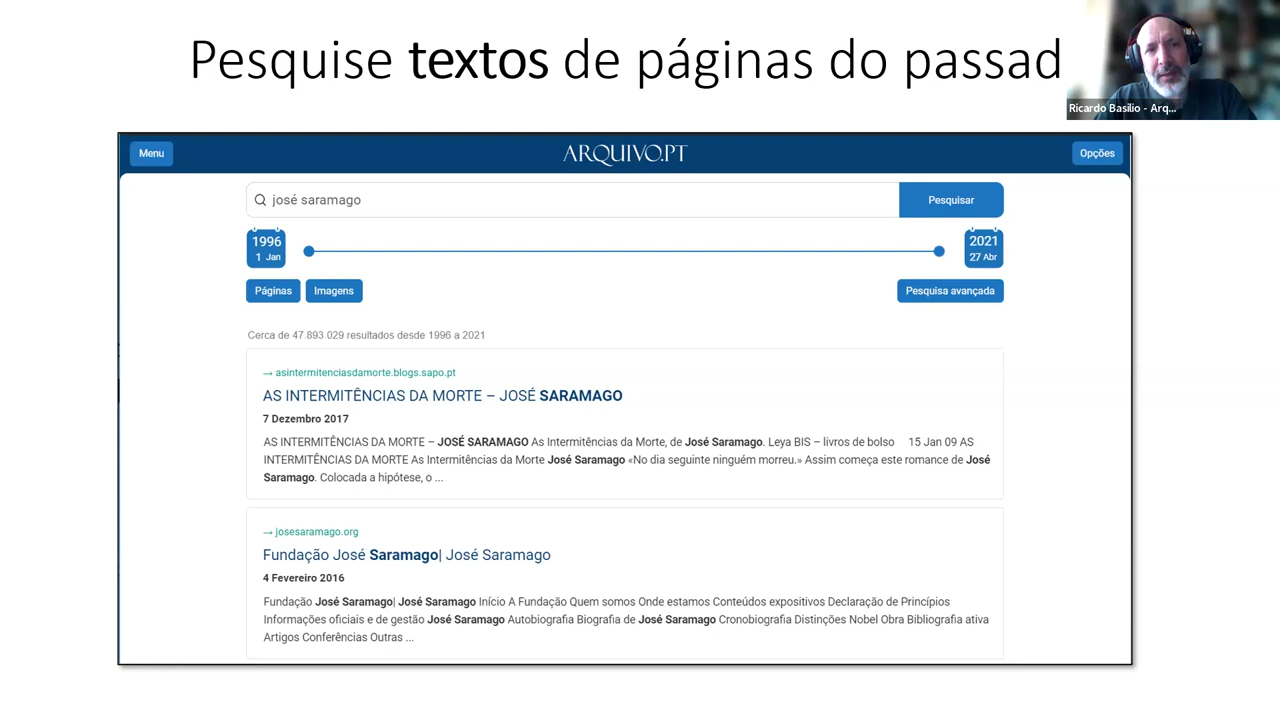 Pesquise textos de páginas do passad
Ricardo Basílio - Arq...
Menu
ARQUIVO.PT
Opções
josé saramago
Pesquisar
1996
1 Jan
2021
27 Abr
Páginas
Imagens
Pesquisa avançada
Cerca de 47.893.029 resultados desde 1996 a 2021
→ asintermitenciasdamorte.blogs.sapo.pt
AS INTERMITÊNCIAS DA MORTE – JOSÉ SARAMAGO
7 Dezembro 2017
AS INTERMITÊNCIAS DA MORTE – JOSÉ SARAMAGO As Intermitências da Morte, de José Saramago. Leya BIS – livros de bolso 15 Jan 09 AS
INTERMITÊNCIAS DA MORTE As Intermitências da Morte José Saramago «No dia seguinte ninguém morreu.» Assim começa este romance de José
Saramago. Colocada a hipótese, o ...
→ josesaramago.org
Fundação José Saramago| José Saramago
4 Fevereiro 2016
Fundação José Saramago| José Saramago Início A Fundação Quem somos Onde estamos Conteúdos expositivos Declaração de Princípios
Informações oficiais e de gestão José Saramago Autobiografia Biografia de José Saramago Cronobiografia Distinções Nobel Obra Bibliografia ativa
Artigos Conferências Outras ...